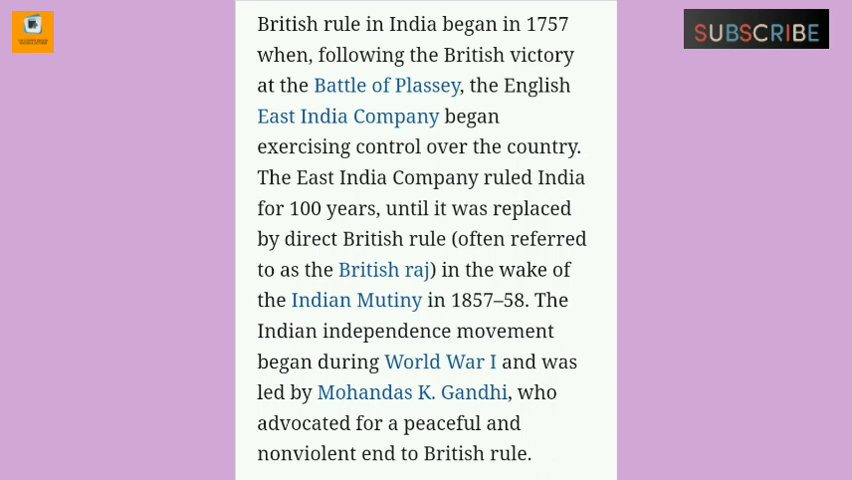 SUBSCRIBE
British rule in India began in 1757
when, following the British victory
at the Battle of Plassey, the English
East India Company began
exercising control over the country.
The East India Company ruled India
for 100 years, until it was replaced
by direct British rule (often referred
to as the British raj) in the wake of
the Indian Mutiny in 1857–58. The
Indian independence movement
began during World War I and was
led by Mohandas K. Gandhi, who
advocated for a peaceful and
nonviolent end to British rule.